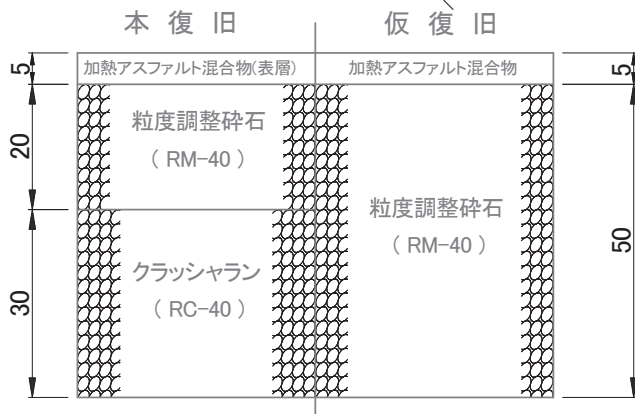 本復旧
仮復旧
5
加熱アスファルト混合物(表層)
加熱アスファルト混合物
5
20
粒度調整砕石
( RM-40 )
粒度調整砕石
( RM-40 )
50
30
クラッシャラン
( RC-40 )